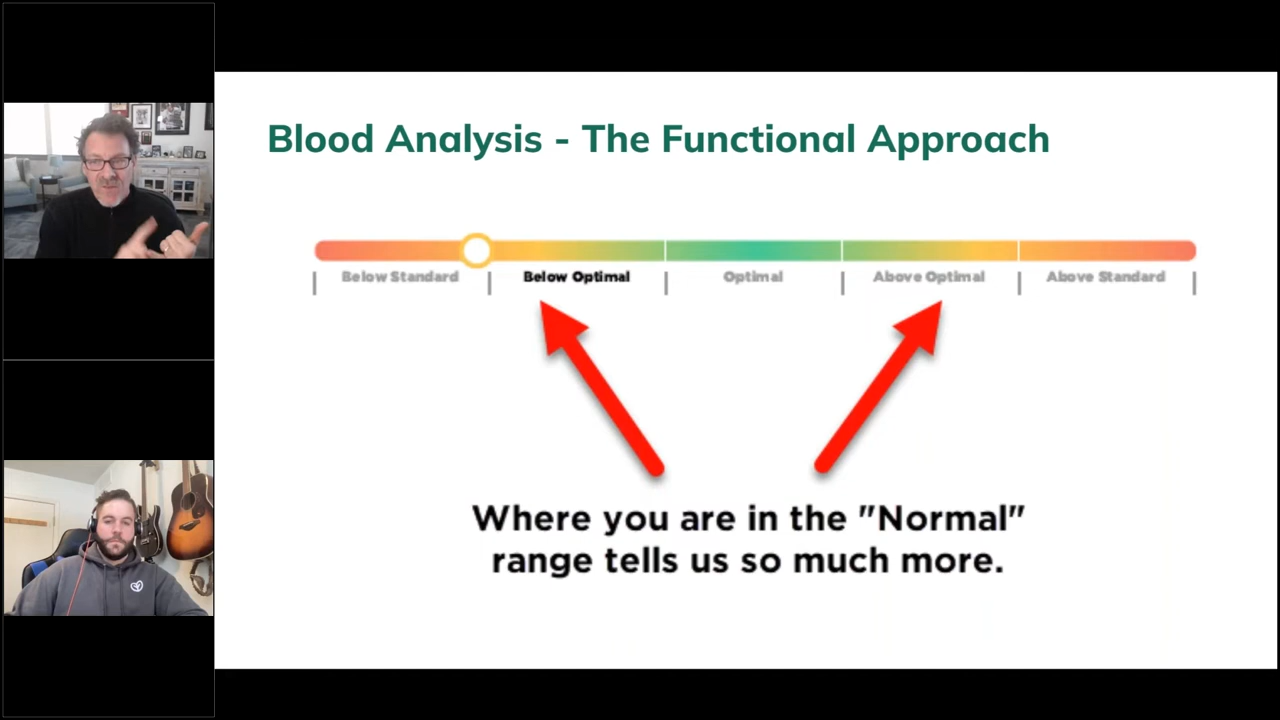 Blood Analysis - The Functional Approach
Below Standard
Below Optimal
Optimal
Above Optimal
Above Standard
Where you are in the "Normal"
range tells us so much more.